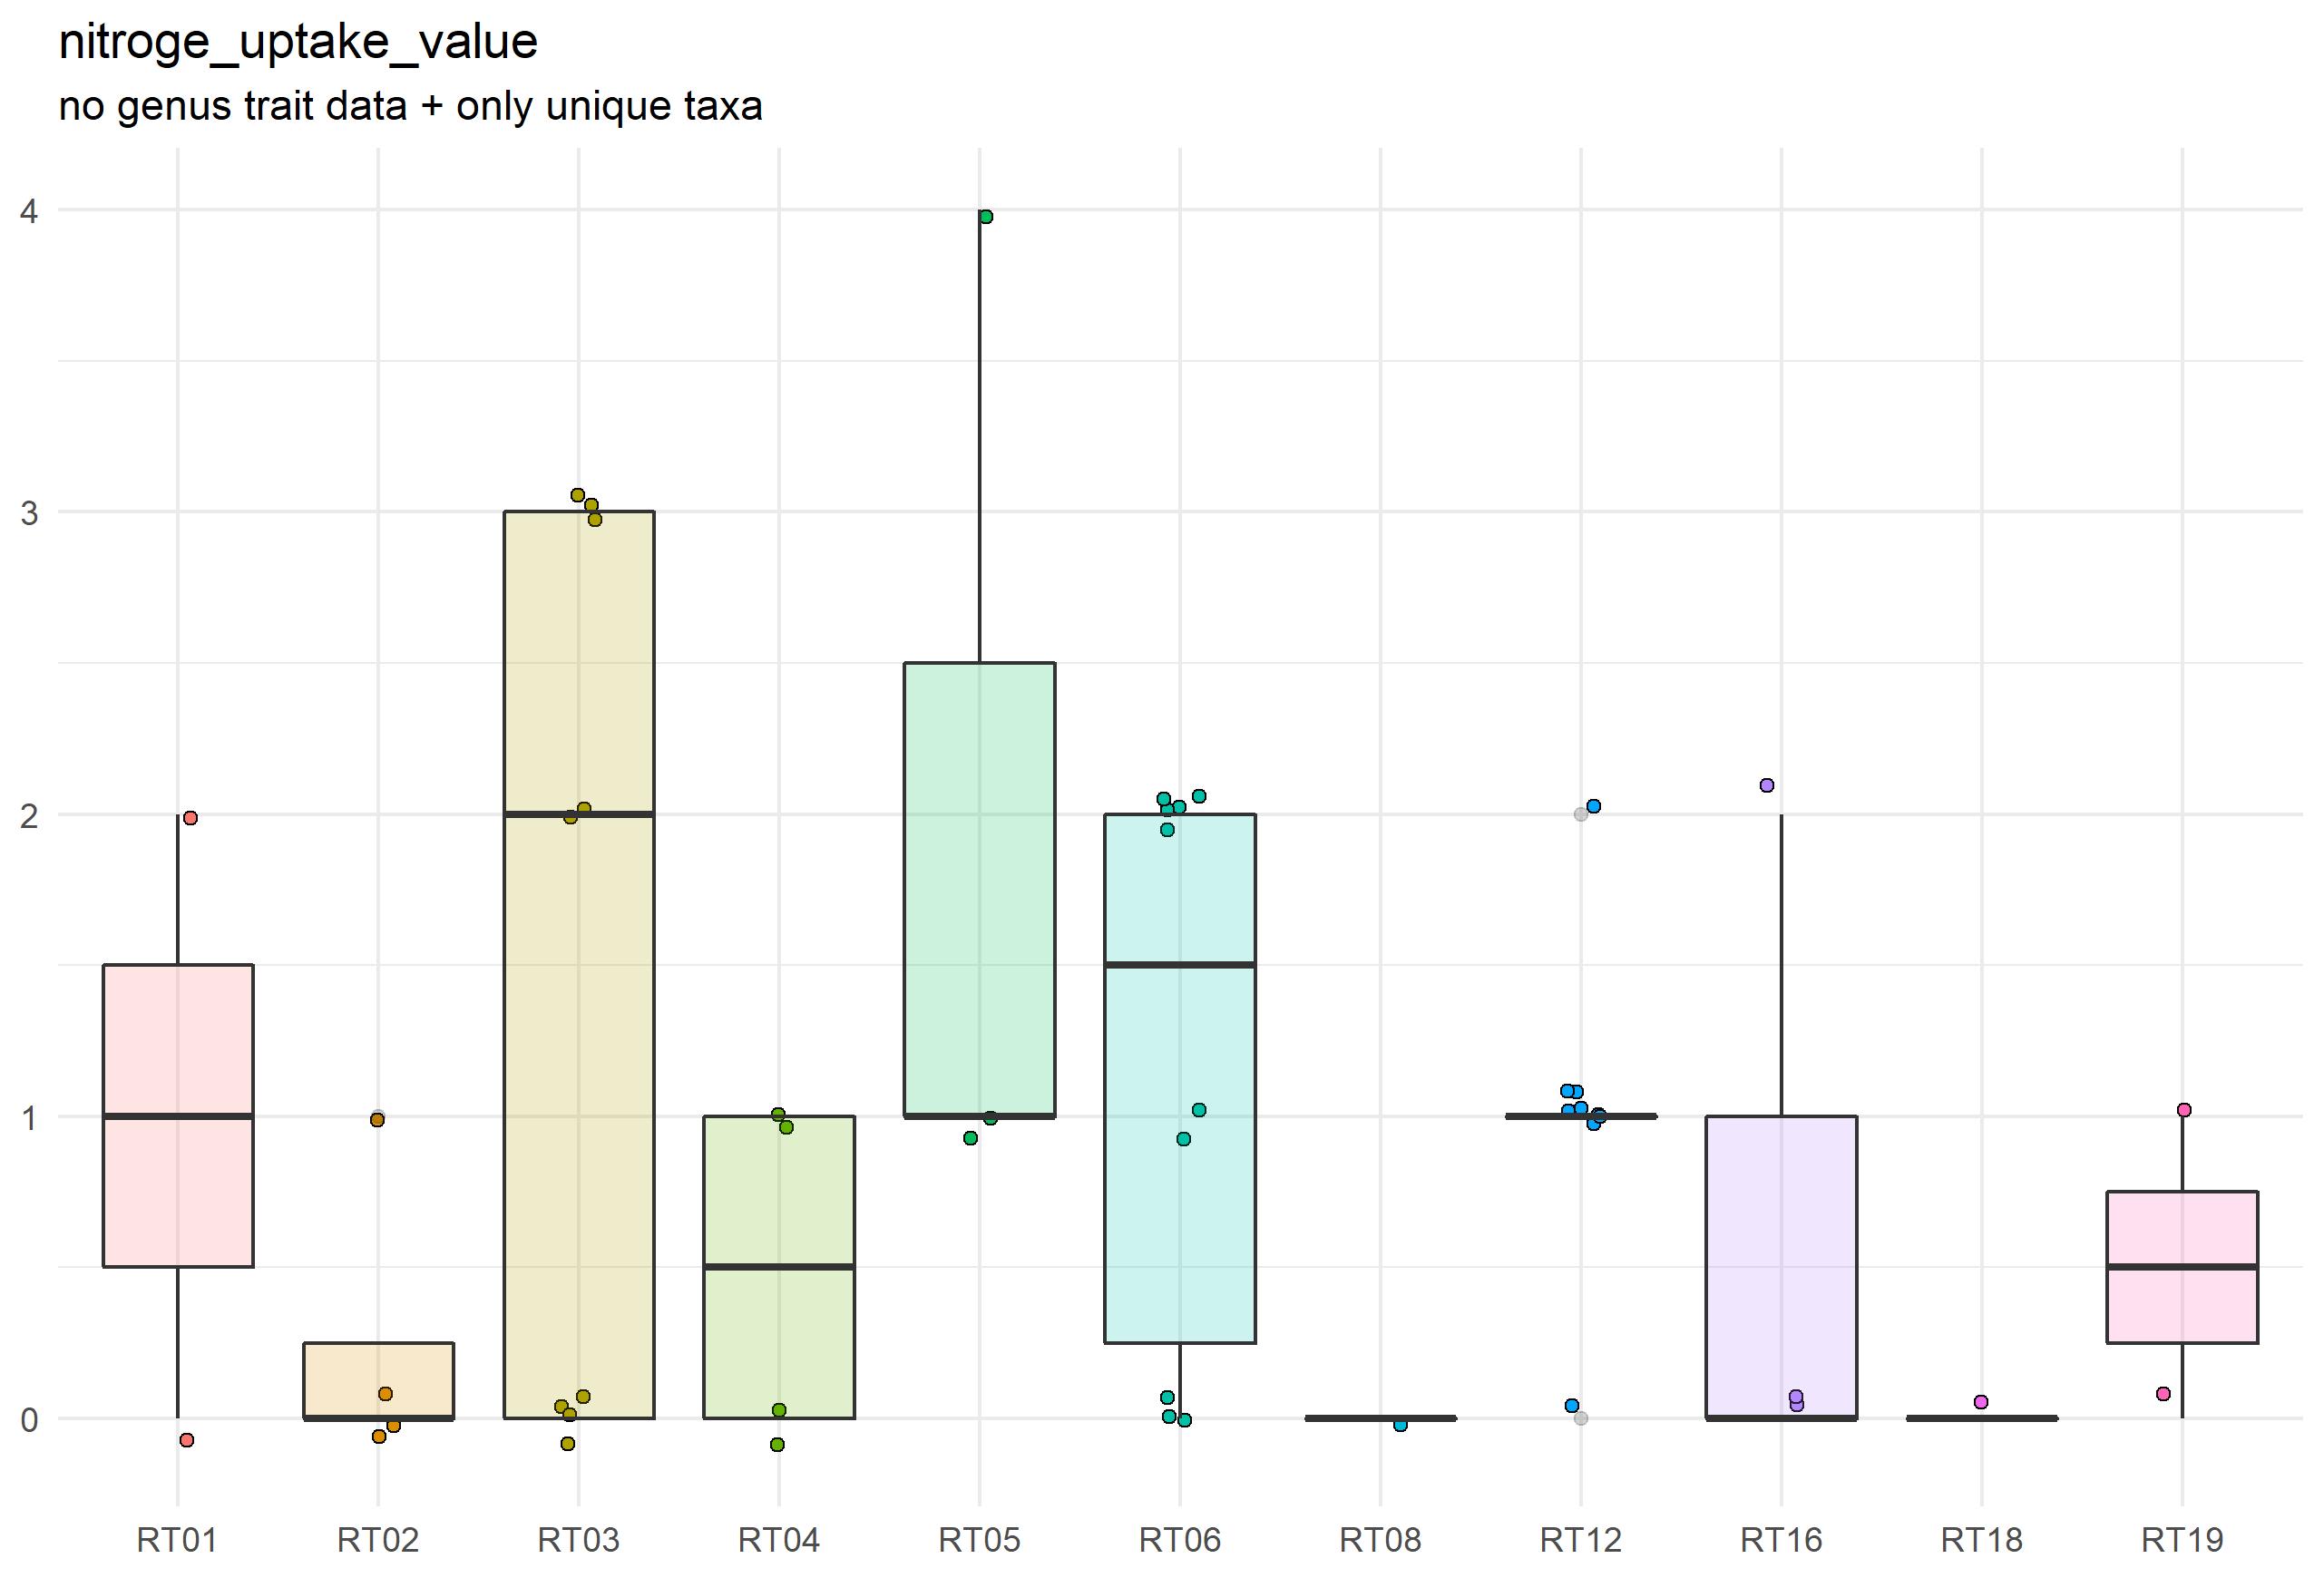 nitroge_uptake_value
no genus trait data + only unique taxa
4
3
2
1
0
RT01 RT02 RT03 RT04 RT05 RT06 RT08 RT12 RT16 RT18 RT19